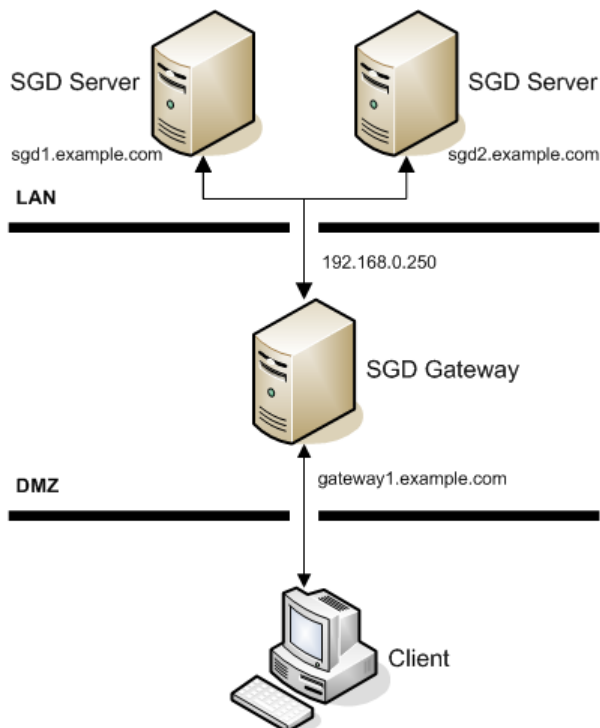 SGD Server
SGD Server
sgd1.example.com
sgd2.example.com
LAN
192.168.0.250
SGD Gateway
gateway1.example.com
DMZ
Client